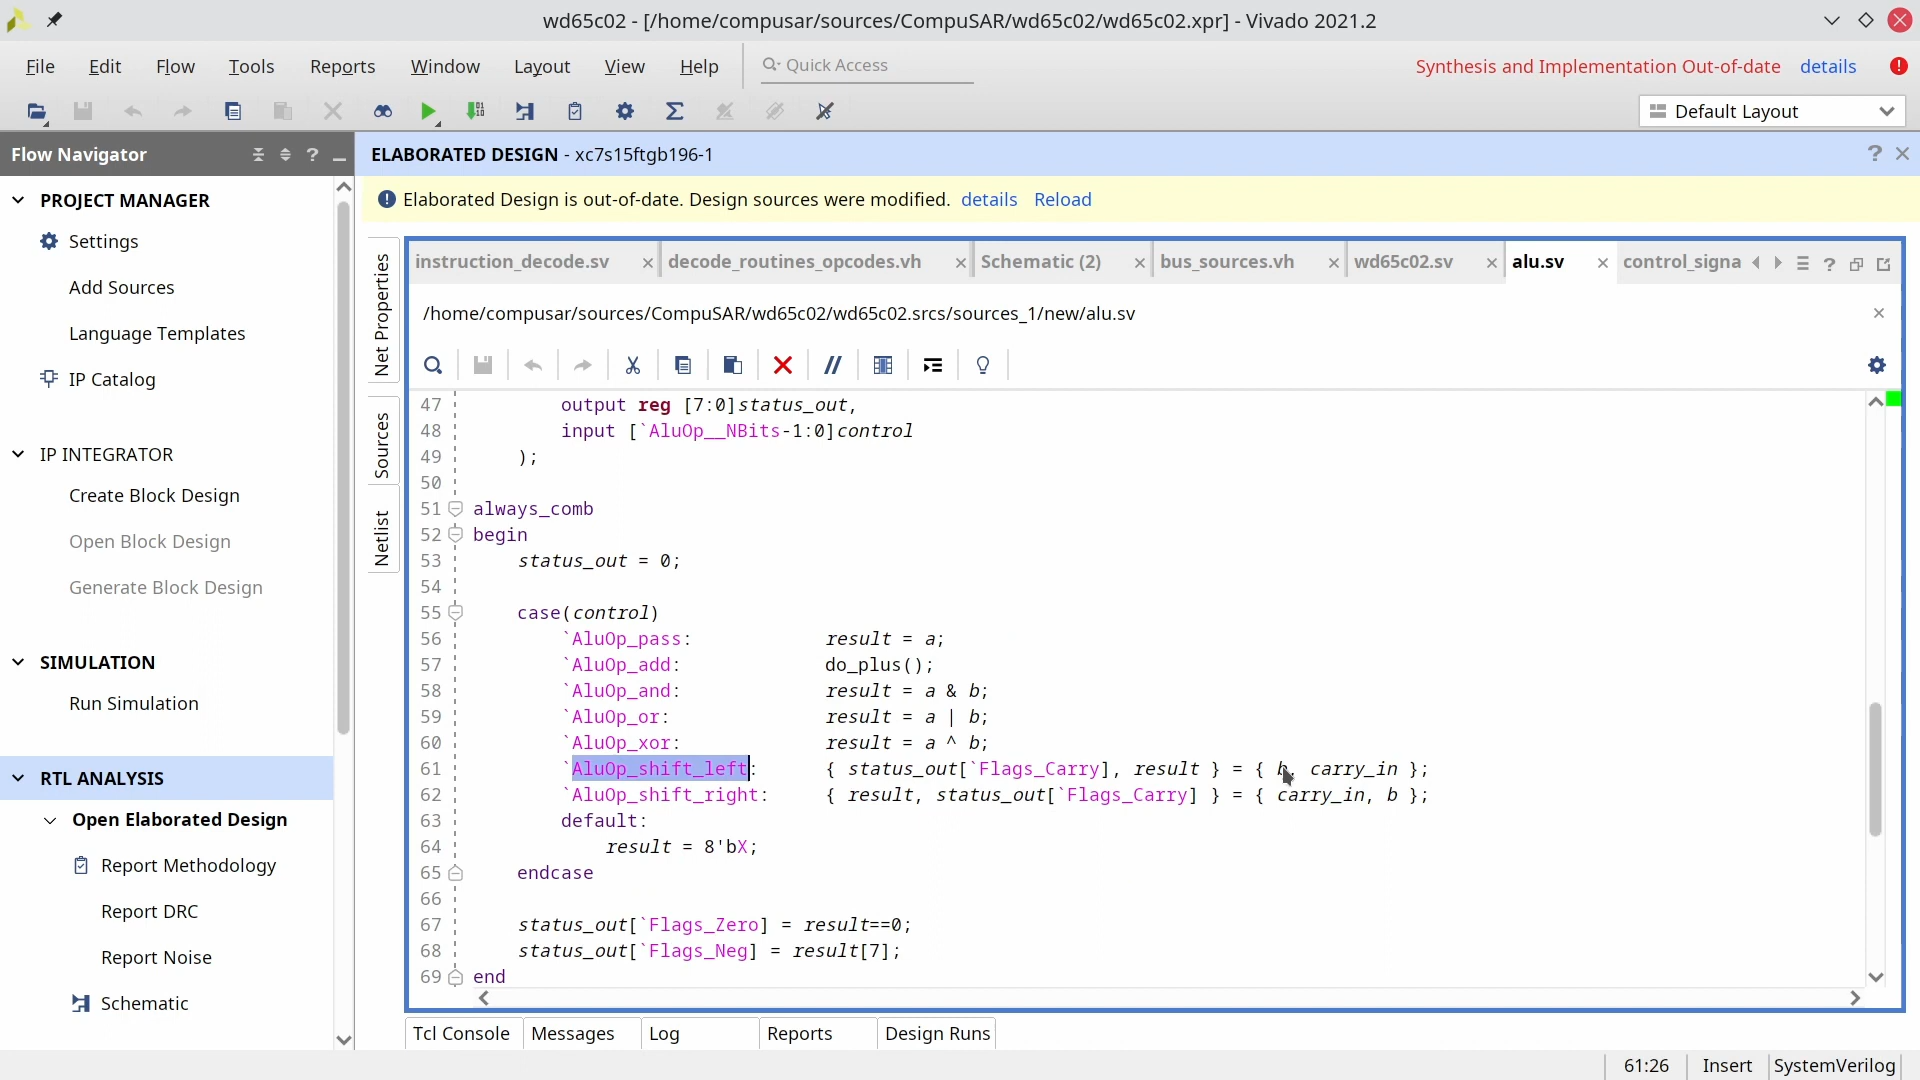 wd65c02 - [/home/compusar/sources/CompuSAR/wd65c02/wd65c02.xpr] - Vivado 2021.2
File Edit Flow Tools Reports Window Layout View Help Quick Access Synthesis and Implementation Out-of-date details
Default Layout
Flow Navigator
ELABORATED DESIGN - xc7s15ftgb196-1
Elaborated Design is out-of-date. Design sources were modified. details Reload
PROJECT MANAGER
Settings
Add Sources
Language Templates
IP Catalog
IP INTEGRATOR
Create Block Design
Open Block Design
Generate Block Design
SIMULATION
Run Simulation
RTL ANALYSIS
Open Elaborated Design
Report Methodology
Report DRC
Report Noise
Schematic
Net Properties
Sources
Netlist
instruction_decode.sv decode_routines_opcodes.vh Schematic (2) bus_sources.vh wd65c02.sv alu.sv control_signa
/home/compusar/sources/CompuSAR/wd65c02/wd65c02.srcs/sources_1/new/alu.sv
47 output reg [7:0]status_out,
48 input [`AluOp__NBits-1:0]control
49 );
50
51 always_comb
52 begin
53 status_out = 0;
54
55 case(control)
56 `AluOp_pass: result = a;
57 `AluOp_add: do_plus();
58 `AluOp_and: result = a & b;
59 `AluOp_or: result = a | b;
60 `AluOp_xor: result = a ^ b;
61 `AluOp_shift_left: { status_out[`Flags_Carry], result } = { b, carry_in };
62 `AluOp_shift_right: { result, status_out[`Flags_Carry] } = { carry_in, b };
63 default:
64 result = 8'bX;
65 endcase
66
67 status_out[`Flags_Zero] = result==0;
68 status_out[`Flags_Neg] = result[7];
69 end
Tcl Console Messages Log Reports Design Runs
61:26 Insert SystemVerilog